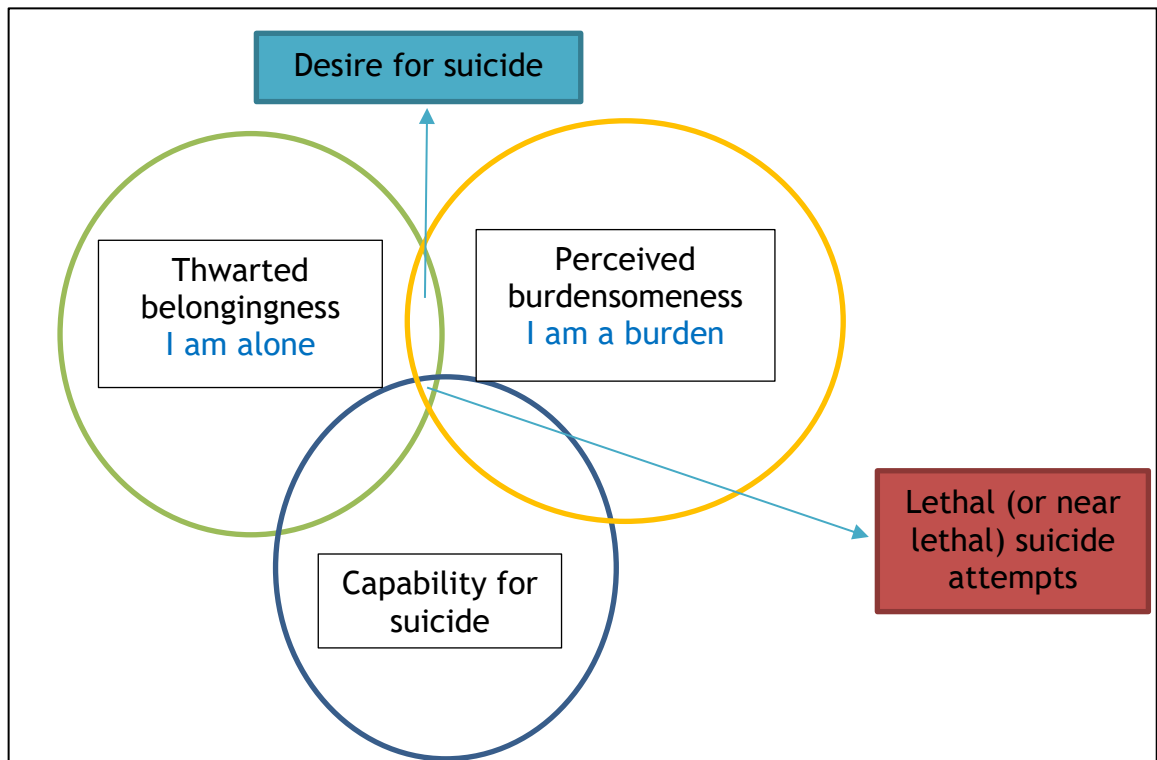 Desire for suicide
Thwarted
belongingness
I am alone
Perceived
burdensomeness
I am a burden
Lethal (or near
lethal) suicide
attempts
Capability for
suicide